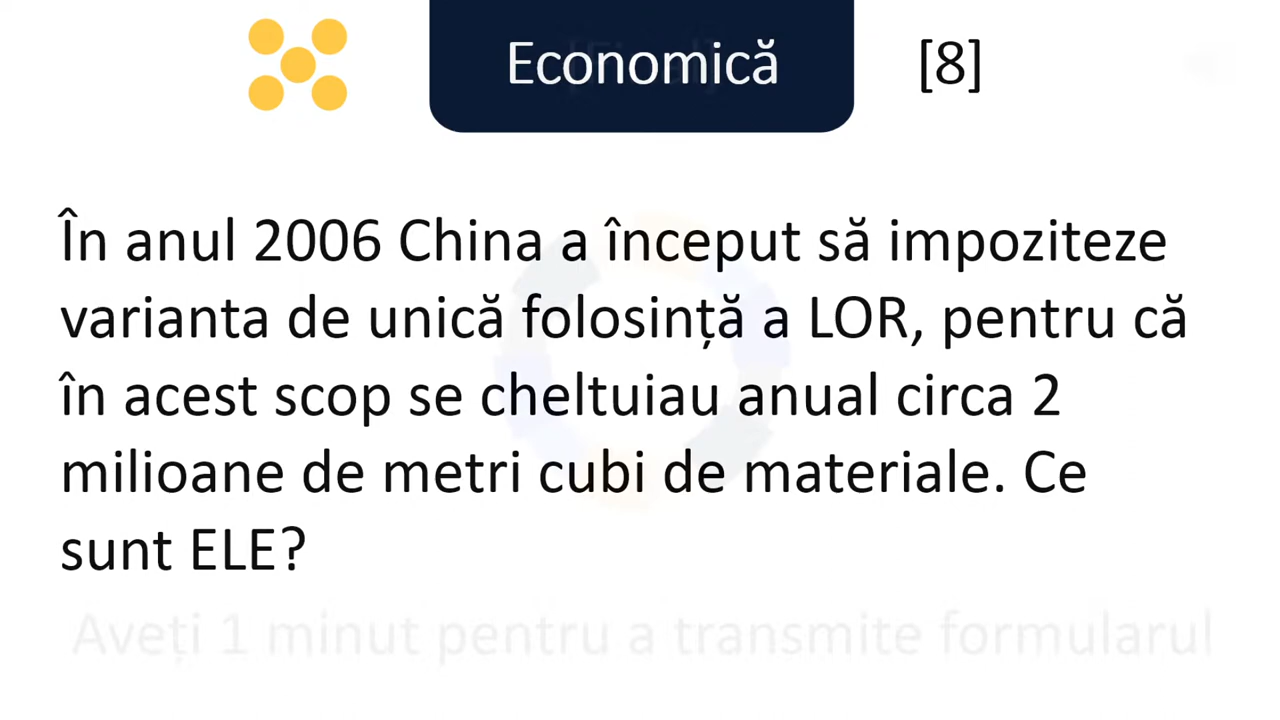 Economică
[8]
În anul 2006 China a început să impoziteze
varianta de unică folosință a LOR, pentru că
în acest scop se cheltuiau anual circa 2
milioane de metri cubi de materiale. Ce
sunt ELE?
Aveți 1 minut pentru a transmite formularul